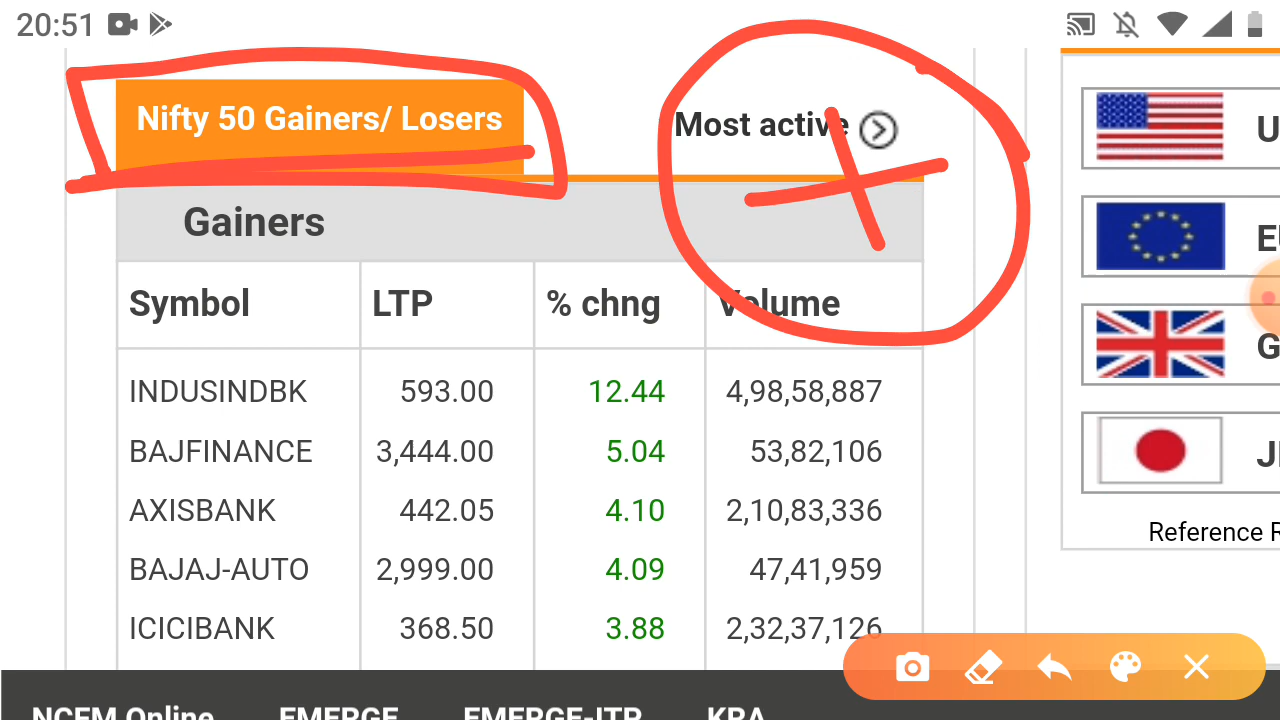 20:51
Nifty 50 Gainers/ Losers
Most active
Gainers
Symbol LTP % chng Volume
INDUSINDBK 593.00 12.44 4,98,58,887
BAJFINANCE 3,444.00 5.04 53,82,106
AXISBANK 442.05 4.10 2,10,83,336
BAJAJ-AUTO 2,999.00 4.09 47,41,959
ICICIBANK 368.50 3.88 2,32,37,126
U
EU
G
J
Reference R
NCFM Online EMERGE EMERGE-ITP KRA